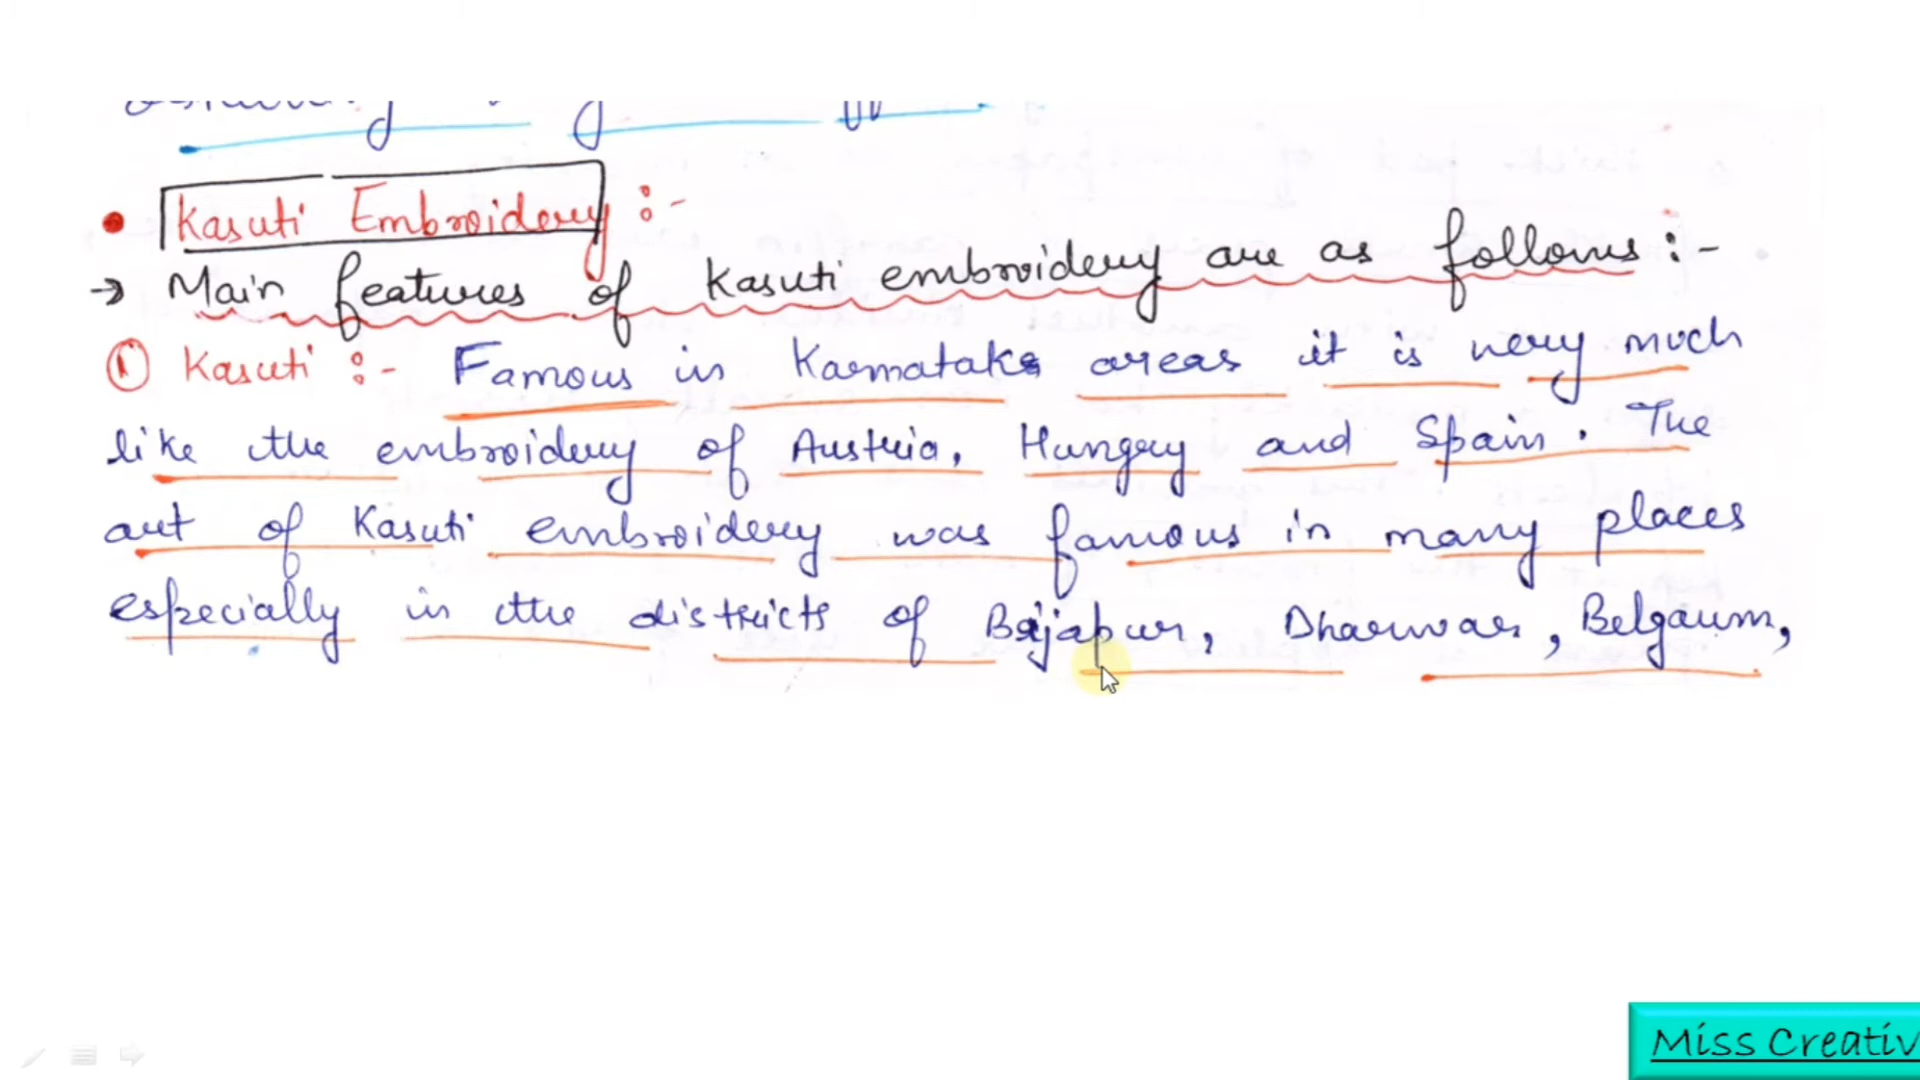 • Kasuti Embroidery :-
→ Main features of Kasuti embroidery are as follows :-
① Kasuti :- Famous in Karnataka areas it is very much
like the embroidery of Austria, Hungry and Spain. The
art of Kasuti embroidery was famous in many places
especially in the districts of Bajapur, Dharwar, Belgaum,
Miss Creativ